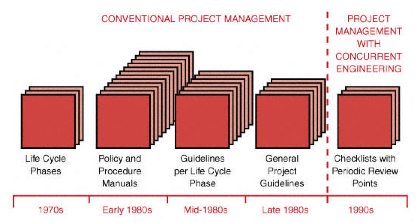 CONVENTIONAL PROJECT MANAGEMENT
PROJECT
MANAGEMENT
WITH
CONCURRENT
ENGINEERING
Life Cycle
Phases
Policy and
Procedure
Manuals
Guidelines
per Life Cycle
Phase
General
Project
Guidelines
Checklists with
Periodic Review
Points
1970s
Early 1980s
Mid-1980s
Late 1980s
1990s